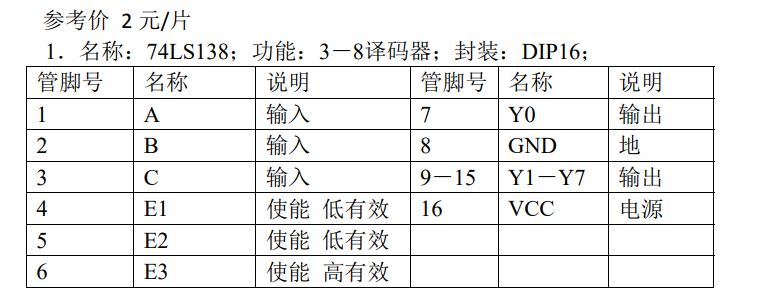 参考价 2 元/片
1．名称：74LS138；功能：3－8译码器；封装：DIP16；
管脚号 名称 说明 管脚号 名称 说明
1 A 输入 7 Y0 输出
2 B 输入 8 GND 地
3 C 输入 9－15 Y1－Y7 输出
4 E1 使能 低有效 16 VCC 电源
5 E2 使能 低有效
6 E3 使能 高有效